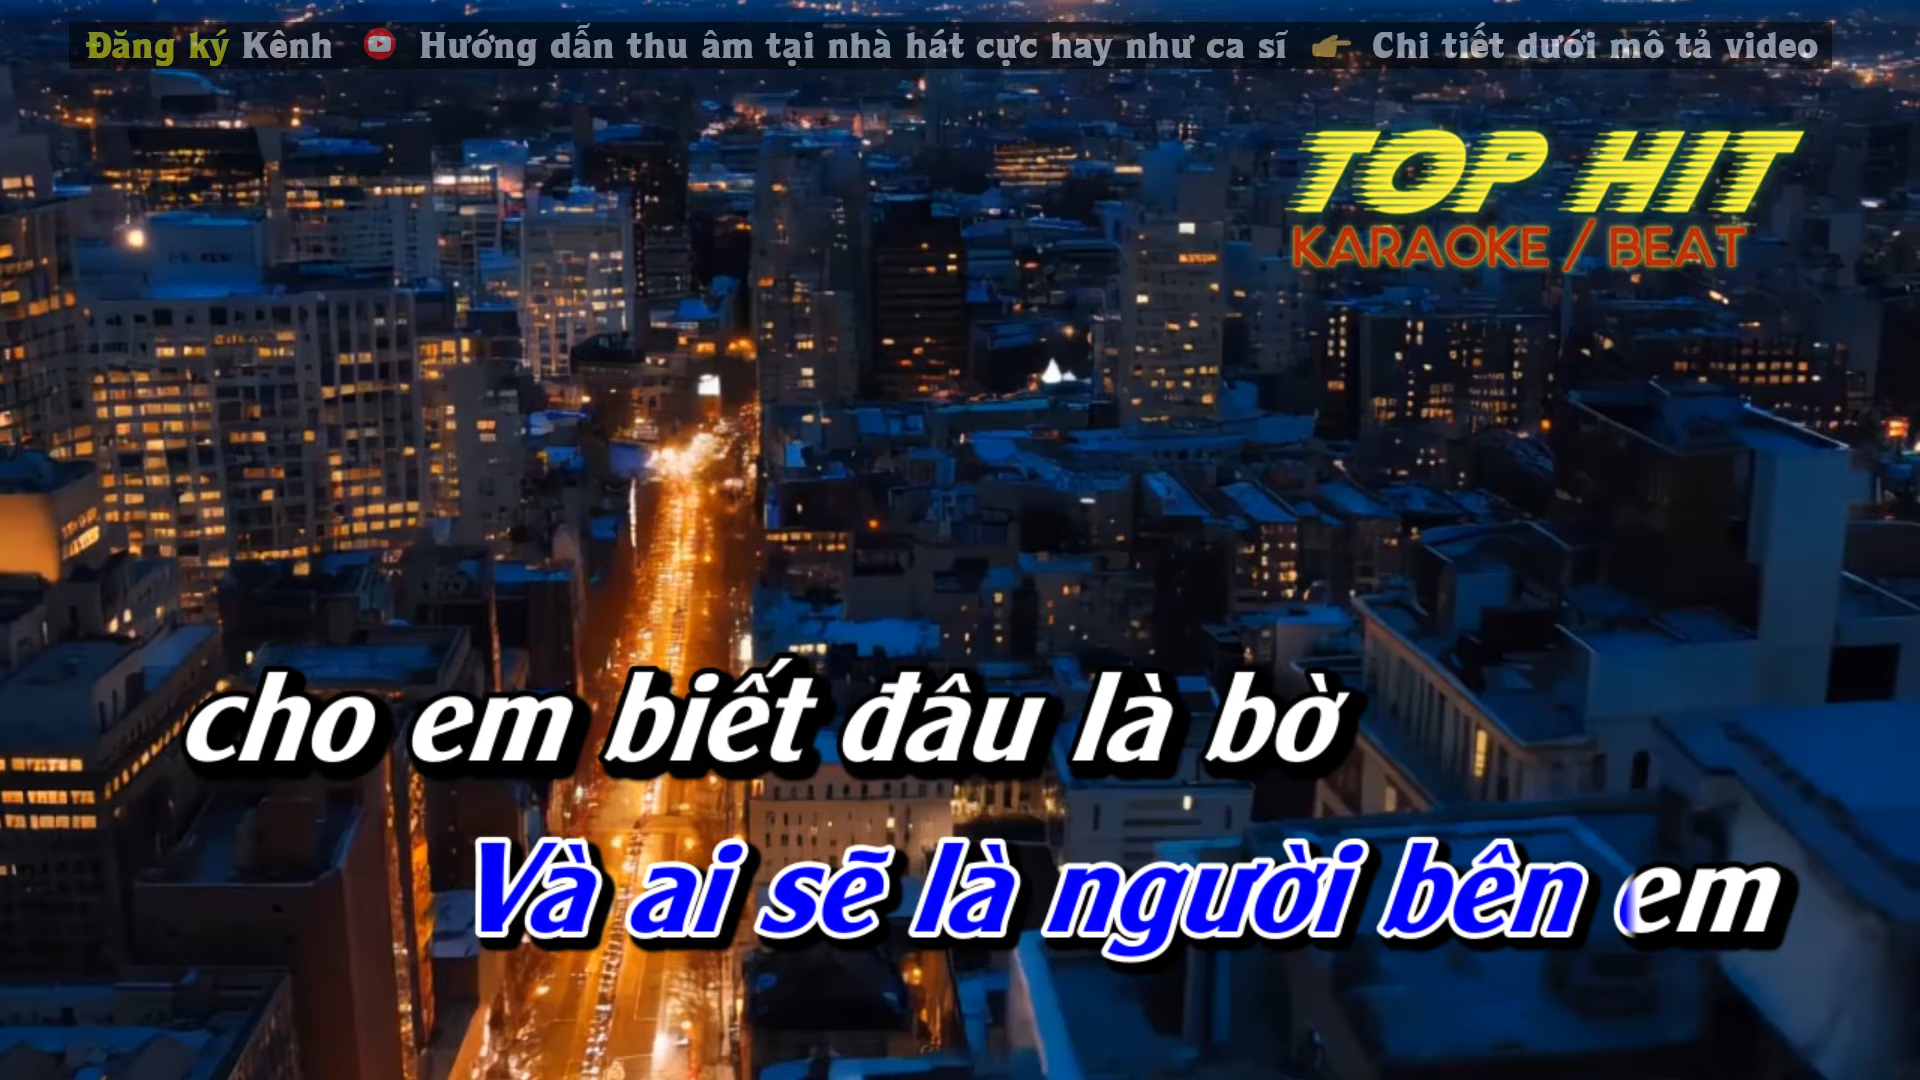 Đăng ký Kênh Hướng dẫn thu âm tại nhà hát cực hay như ca sĩ 👉 Chi tiết dưới mô tả video
TOP HIT
KARAOKE / BEAT
cho em biết đâu là bờ
Và ai sẽ là người bên em